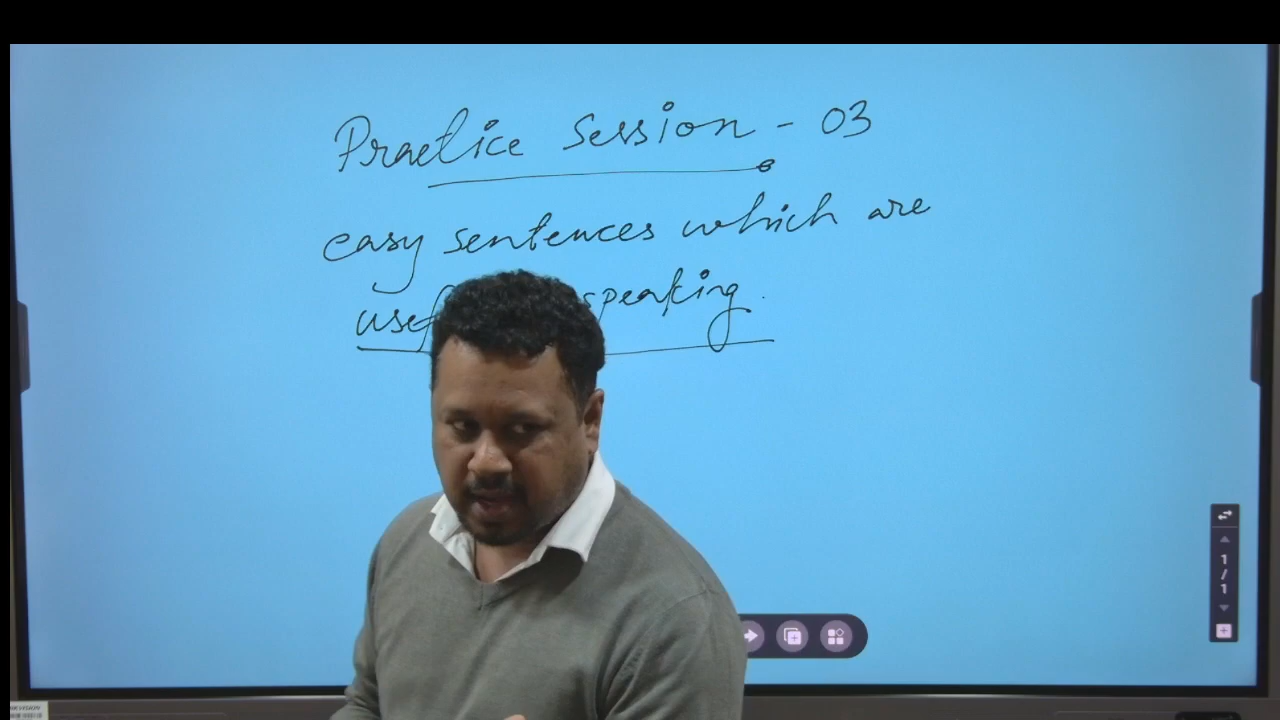 Practice Session - 03
easy sentences which are
speaking.
1
/
1